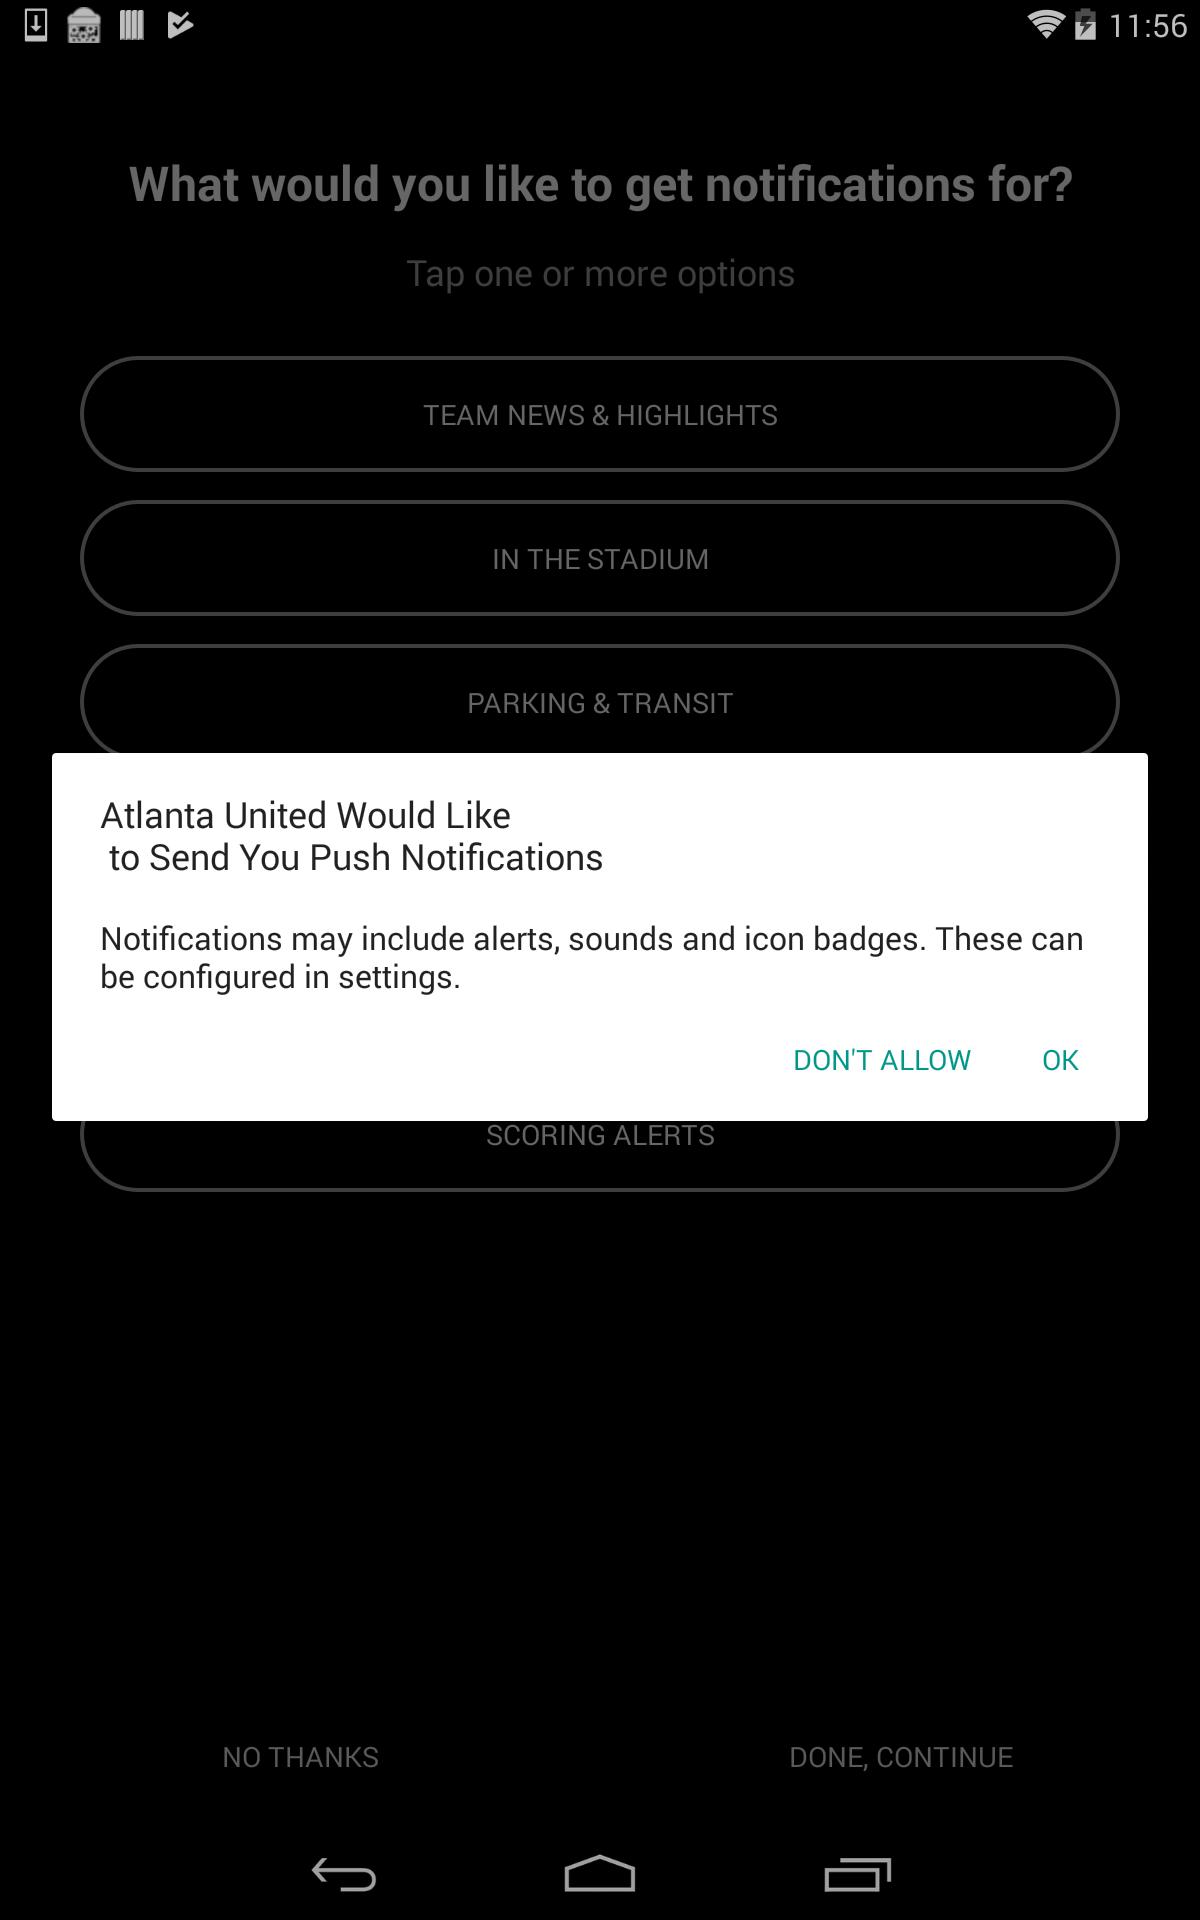 11:56
What would you like to get notifications for?
Tap one or more options
TEAM NEWS & HIGHLIGHTS
IN THE STADIUM
PARKING & TRANSIT
Atlanta United Would Like
to Send You Push Notifications
Notifications may include alerts, sounds and icon badges. These can
be configured in settings.
DON'T ALLOW OK
SCORING ALERTS
NO THANKS DONE, CONTINUE